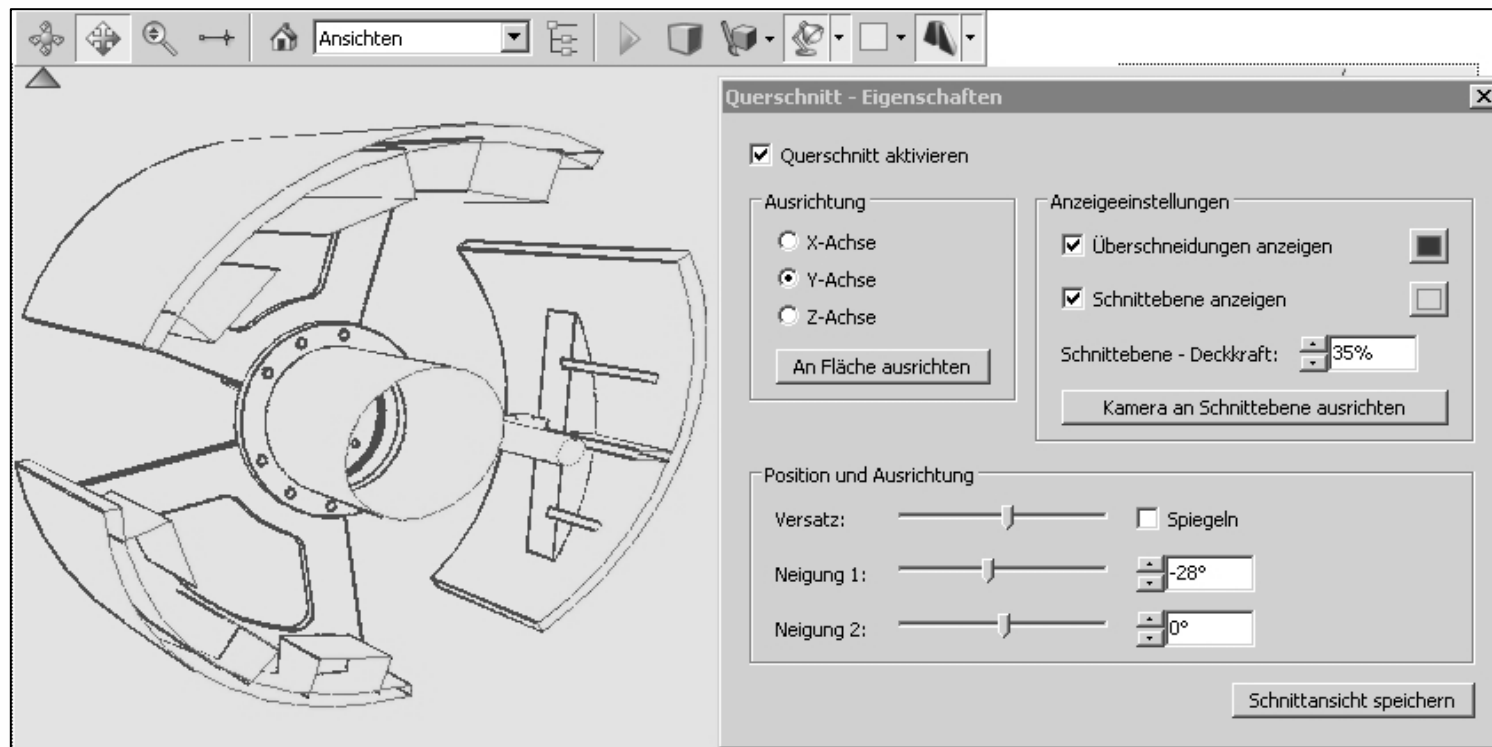 Ansichten
Querschnitt - Eigenschaften
Querschnitt aktivieren
Ausrichtung
X-Achse
Y-Achse
Z-Achse
An Fläche ausrichten
Anzeigeeinstellungen
Überschneidungen anzeigen
Schnittebene anzeigen
Schnittebene - Deckkraft: 35%
Kamera an Schnittebene ausrichten
Position und Ausrichtung
Versatz: Spiegeln
Neigung 1: -28°
Neigung 2: 0°
Schnittansicht speichern